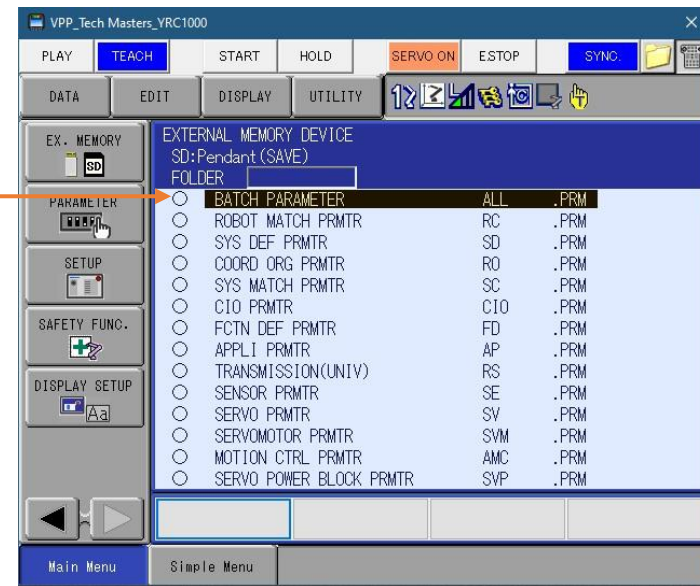 VPP_Tech Masters_YRC1000
PLAY TEACH START HOLD SERVO ON E.STOP SYNC.
DATA EDIT DISPLAY UTILITY
EX. MEMORY
SD
PARAMETER
SETUP
SAFETY FUNC.
DISPLAY SETUP
Aa
EXTERNAL MEMORY DEVICE
SD:Pendant(SAVE)
FOLDER
BATCH PARAMETER ALL .PRM
ROBOT MATCH PRMTR RC .PRM
SYS DEF PRMTR SD .PRM
COORD ORG PRMTR RO .PRM
SYS MATCH PRMTR SC .PRM
CIO PRMTR CIO .PRM
FCTN DEF PRMTR FD .PRM
APPLI PRMTR AP .PRM
TRANSMISSION(UNIV) RS .PRM
SENSOR PRMTR SE .PRM
SERVO PRMTR SV .PRM
SERVOMOTOR PRMTR SVM .PRM
MOTION CTRL PRMTR AMC .PRM
SERVO POWER BLOCK PRMTR SVP .PRM
Main Menu Simple Menu